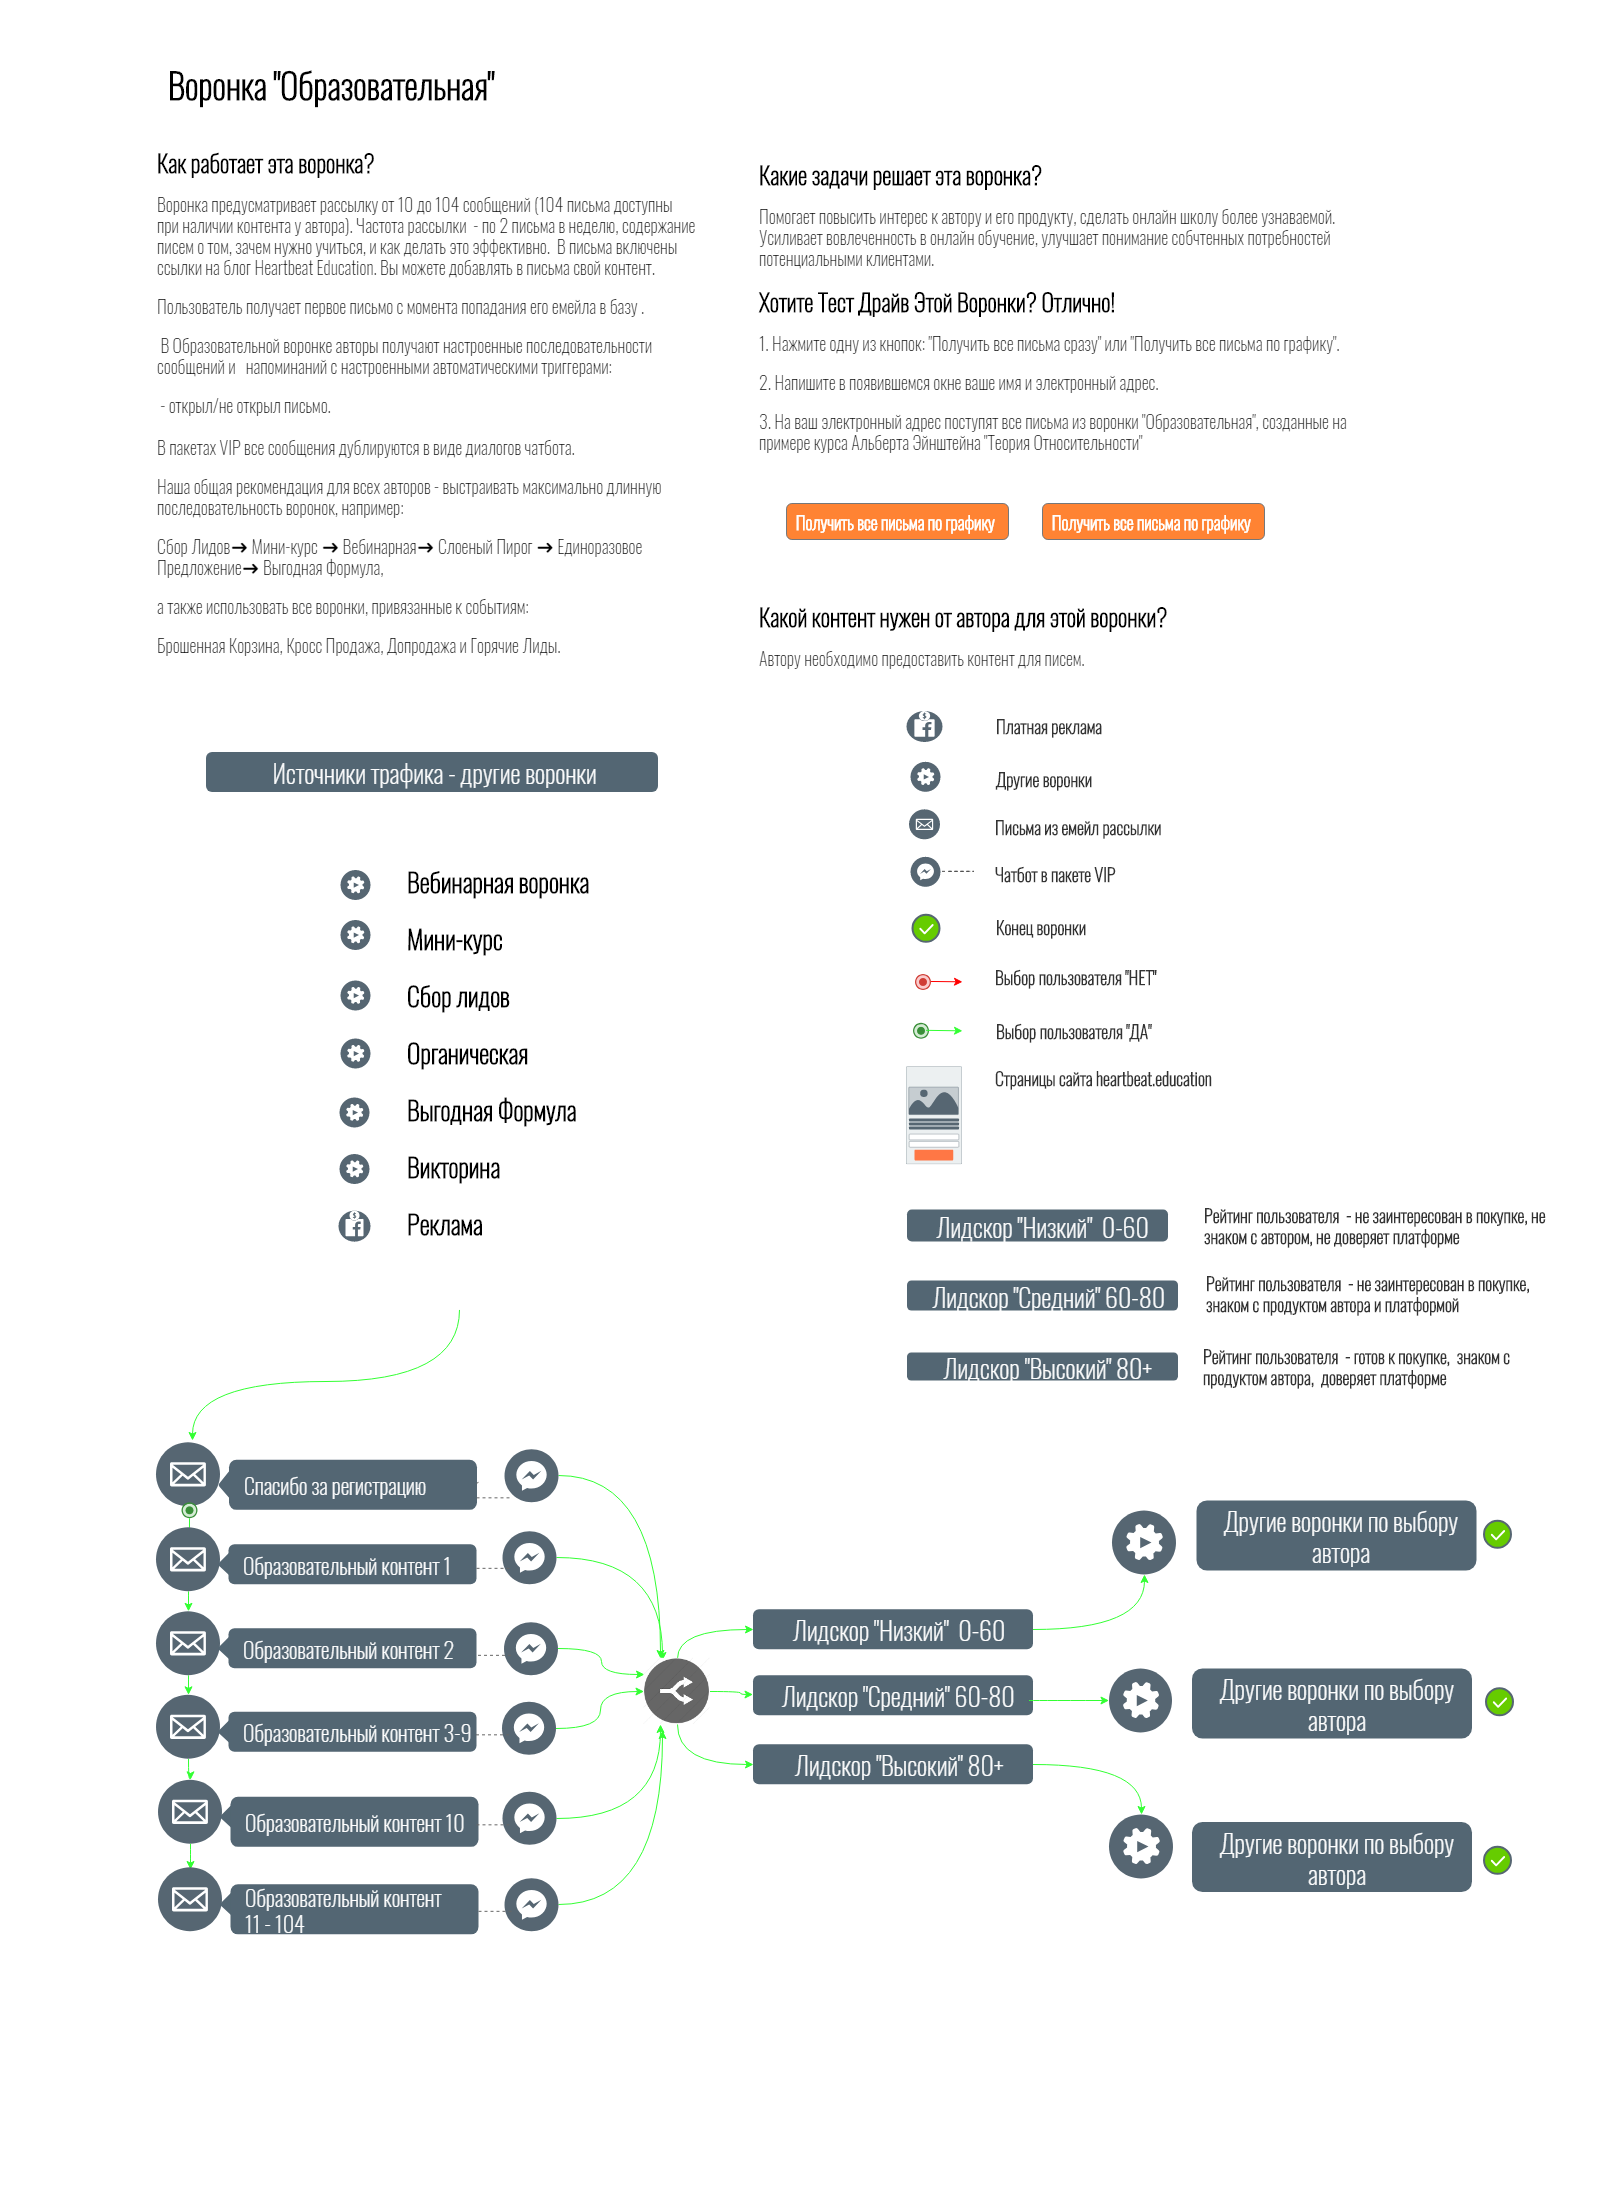 Воронка "Образовательная"
Как работает эта воронка?
Воронка предусматривает рассылку от 10 до 104 сообщений (104 письма доступны
при наличии контента у автора). Частота рассылки - по 2 письма в неделю, содержание
писем о том, зачем нужно учиться, и как делать это эффективно. В письма включены
ссылки на блог Heartbeat Education. Вы можете добавлять в письма свой контент.
Пользователь получает первое письмо с момента попадания его емейла в базу .
В Образовательной воронке авторы получают настроенные последовательности
сообщений и напоминаний с настроенными автоматическими триггерами:
- открыл/не открыл письмо.
В пакетах VIP все сообщения дублируются в виде диалогов чатбота.
Наша общая рекомендация для всех авторов - выстраивать максимально длинную
последовательность воронок, например:
Сбор Лидов➔ Мини-курс ➔ Вебинарная➔ Слоеный Пирог ➔ Единоразовое
Предложение➔ Выгодная Формула,
а также использовать все воронки, привязанные к событиям:
Брошенная Корзина, Кросс Продажа, Допродажа и Горячие Лиды.
Какие задачи решает эта воронка?
Помогает повысить интерес к автору и его продукту, сделать онлайн школу более узнаваемой.
Усиливает вовлеченность в онлайн обучение, улучшает понимание собчтенных потребностей
потенциальными клиентами.
Хотите Тест Драйв Этой Воронки? Отлично!
1. Нажмите одну из кнопок: "Получить все письма сразу" или "Получить все письма по графику".
2. Напишите в появившемся окне ваше имя и электронный адрес.
3. На ваш электронный адрес поступят все письма из воронки "Образовательная", созданные на
примере курса Альберта Эйнштейна "Теория Относительности"
Получить все письма по графику
Получить все письма по графику
Какой контент нужен от автора для этой воронки?
Автору необходимо предоставить контент для писем.
Источники трафика - другие воронки
Вебинарная воронка
Мини-курс
Сбор лидов
Органическая
Выгодная Формула
Викторина
Реклама
Платная реклама
Другие воронки
Письма из емейл рассылки
Чатбот в пакете VIP
Конец воронки
Выбор пользователя "НЕТ"
Выбор пользователя "ДА"
Страницы сайта heartbeat.education
Лидскор "Низкий" 0-60
Рейтинг пользователя - не заинтересован в покупке, не
знаком с автором, не доверяет платформе
Лидскор "Средний" 60-80
Рейтинг пользователя - не заинтересован в покупке,
знаком с продуктом автора и платформой
Лидскор "Высокий" 80+
Рейтинг пользователя - готов к покупке, знаком с
продуктом автора, доверяет платформе
Спасибо за регистрацию
Образовательный контент 1
Образовательный контент 2
Образовательный контент 3-9
Образовательный контент 10
Образовательный контент
11 - 104
Лидскор "Низкий" 0-60
Лидскор "Средний" 60-80
Лидскор "Высокий" 80+
Другие воронки по выбору
автора
Другие воронки по выбору
автора
Другие воронки по выбору
автора